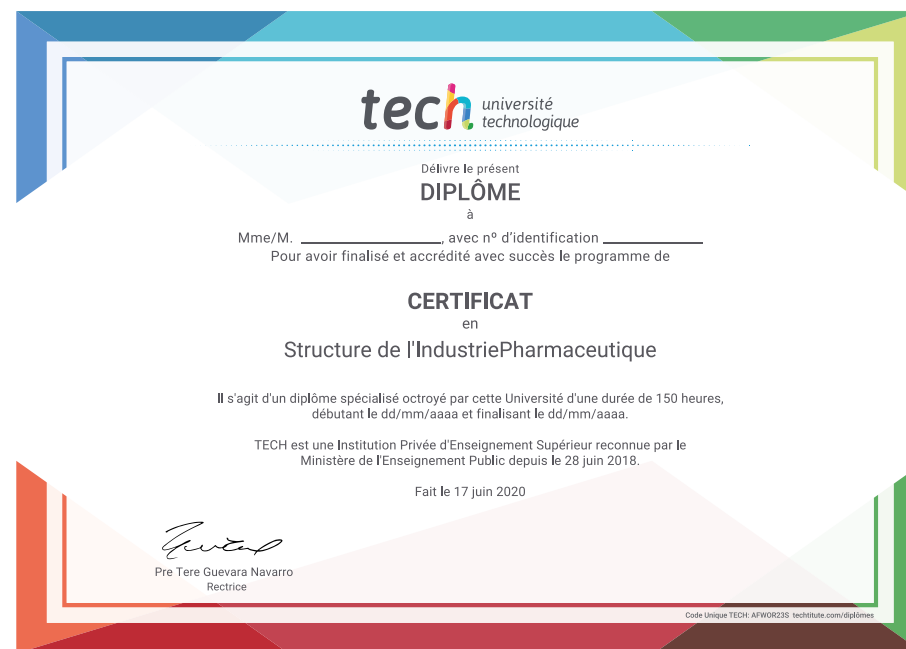 tech université
technologique
Délivre le présent
DIPLÔME
à
Mme/M. ____________________, avec nº d'identification ______________
Pour avoir finalisé et accrédité avec succès le programme de
CERTIFICAT
en
Structure de l'IndustriePharmaceutique
Il s'agit d'un diplôme spécialisé octroyé par cette Université d'une durée de 150 heures,
débutant le dd/mm/aaaa et finalisant le dd/mm/aaaa.
TECH est une Institution Privée d'Enseignement Supérieur reconnue par le
Ministère de l'Enseignement Public depuis le 28 juin 2018.
Fait le 17 juin 2020
Pre Tere Guevara Navarro
Rectrice
Code Unique TECH: AFWOR23S techtitute.com/diplômes